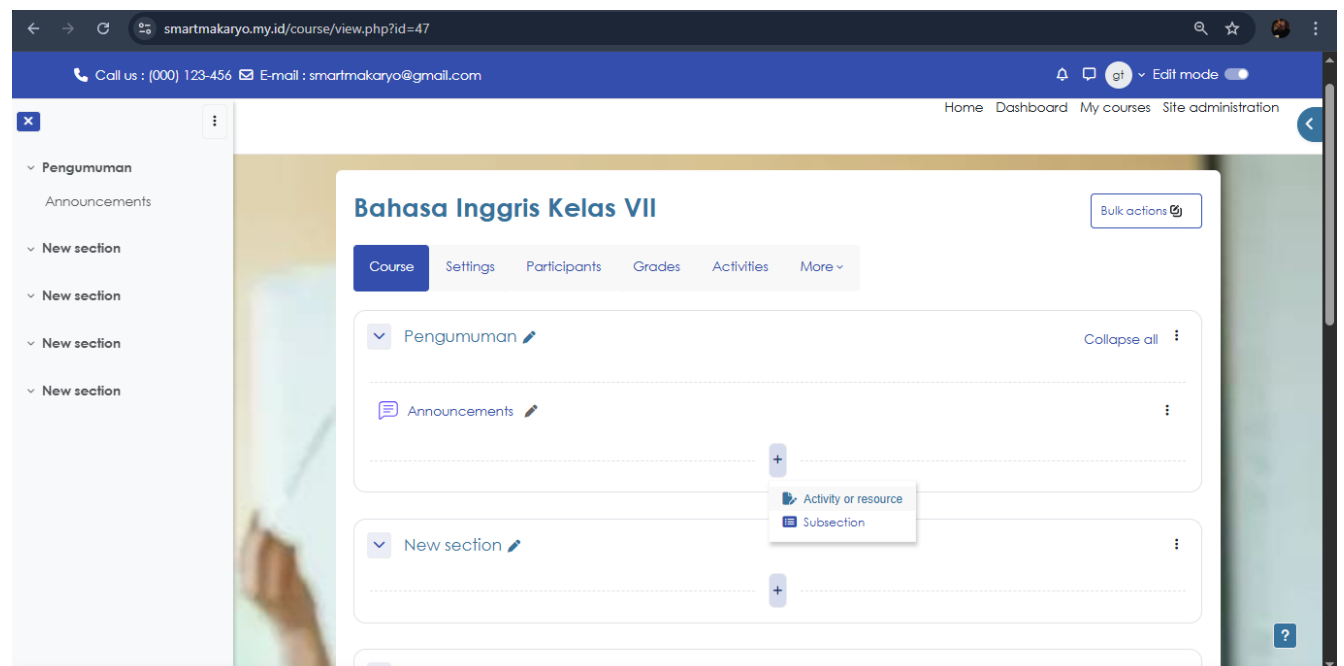 smartmakaryo.my.id/course/view.php?id=47
Call us : (000) 123-456 E-mail : smartmakaryo@gmail.com
gt Edit mode
Home Dashboard My courses Site administration
Pengumuman
Announcements
New section
New section
New section
New section
Bahasa Inggris Kelas VII
Bulk actions
Course Settings Participants Grades Activities More
Pengumuman
Collapse all
Announcements
+
Activity or resource
Subsection
New section
+
?